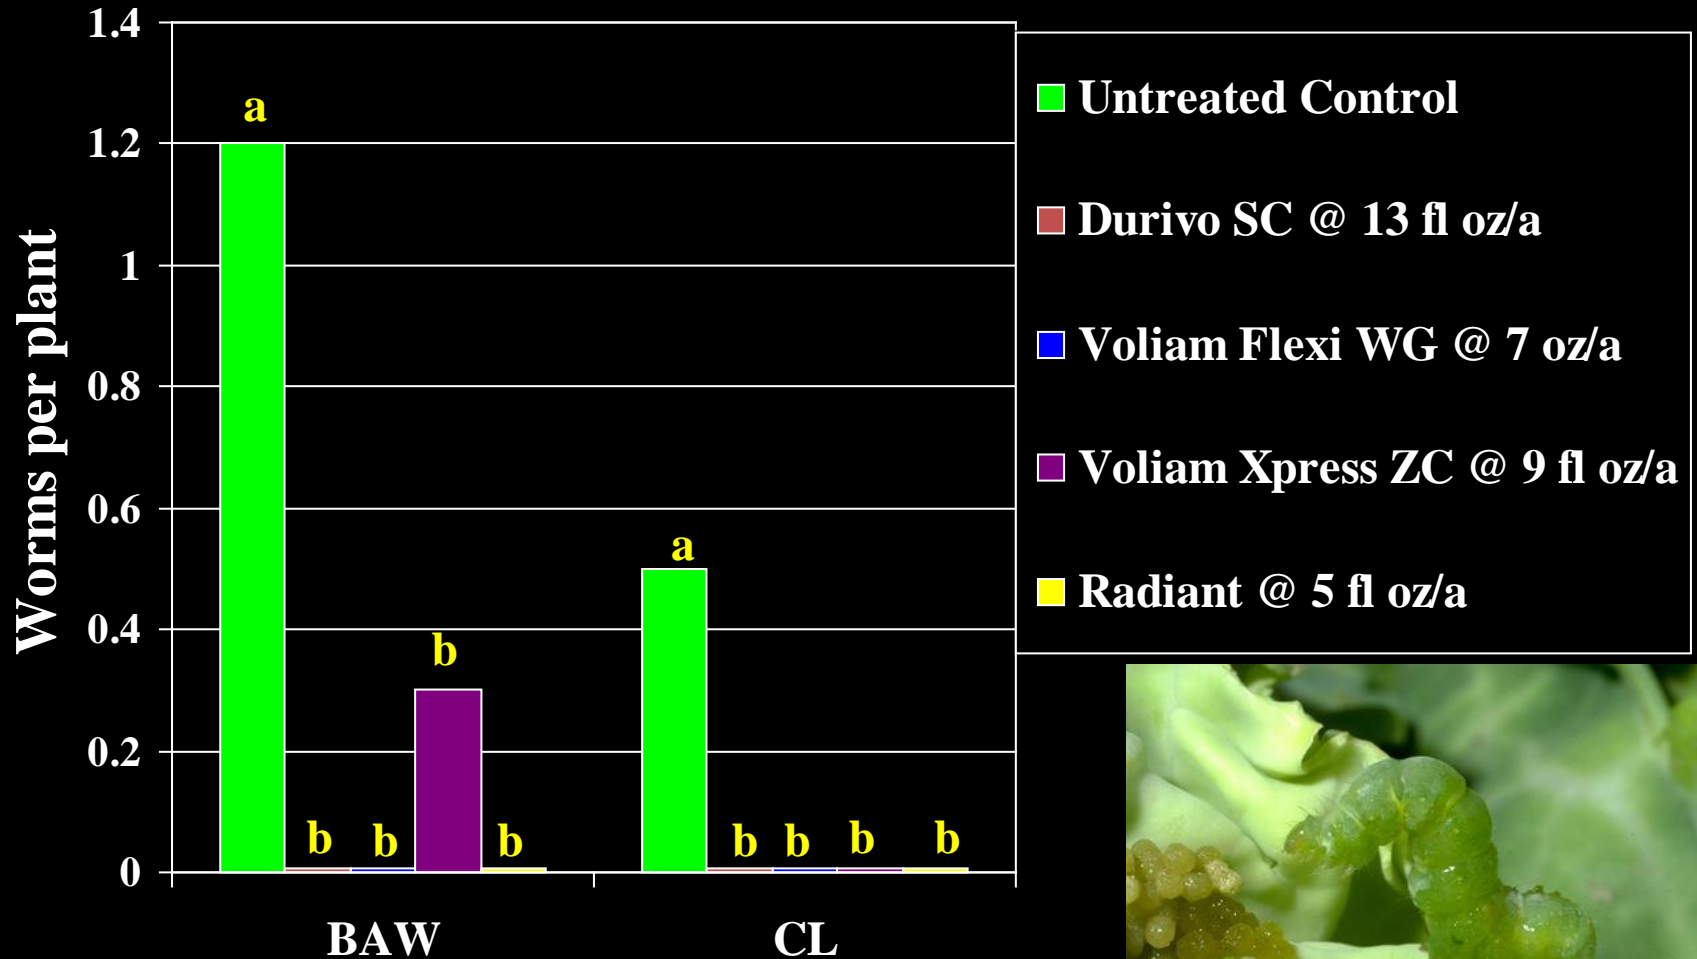 1.4
1.2
1
0.8
0.6
0.4
0.2
0
Worms per plant
a
b
b
b
b
a
b
b
b
b
BAW
CL
Untreated Control
Durivo SC @ 13 fl oz/a
Voliam Flexi WG @ 7 oz/a
Voliam Xpress ZC @ 9 fl oz/a
Radiant @ 5 fl oz/a